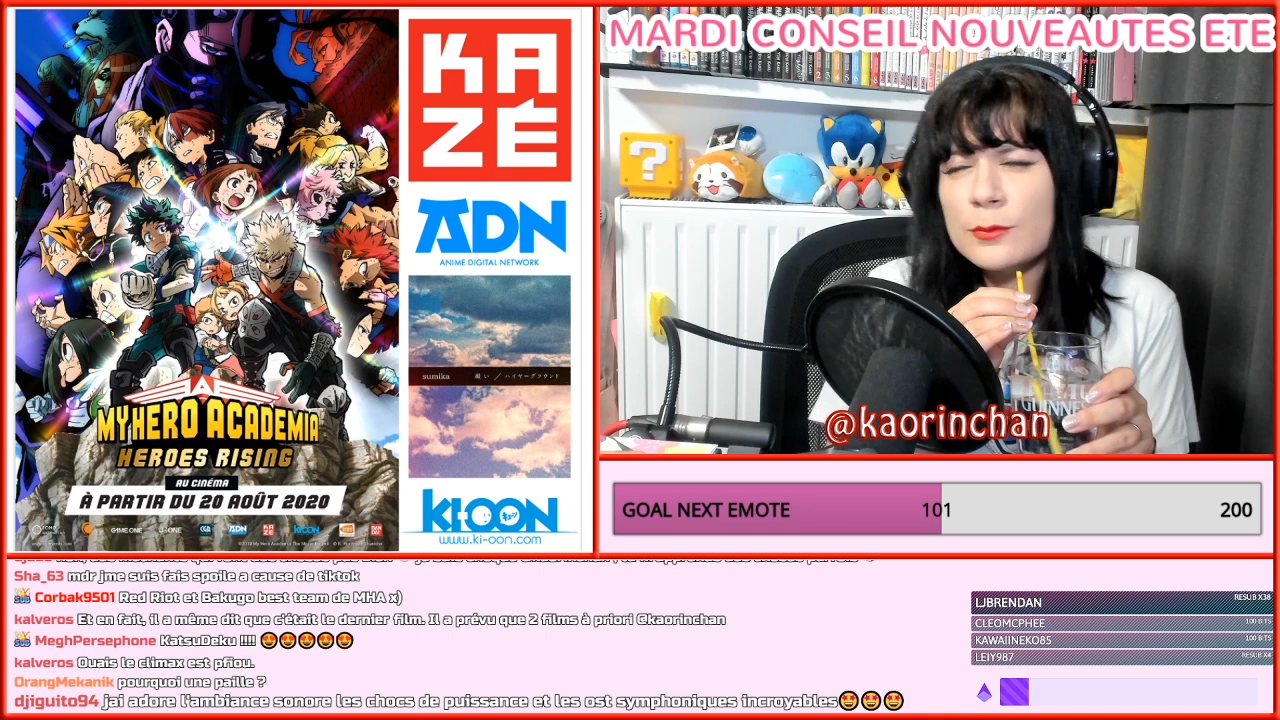 MARDI CONSEIL NOUVEAUTES ETE
KAZÉ
ADN
ANIME DIGITAL NETWORK
sumika
MY HERO ACADEMIA
HEROES RISING
AU CINÉMA
À PARTIR DU 20 AOÛT 2020
ki-oon
www.ki-oon.com
GUINNE
@kaorinchan
GOAL NEXT EMOTE 101 200
Sha_63 mdr jme suis fais spoile a cause de tiktok
Corbak9501 Red Riot et Bakugo best team de MHA x)
kalveros Et en fait, il a même dit que c'était le dernier film. Il a prévu que 2 films à priori @kaorinchan
MeghPersephone KatsuDeku !!!! 🤩🤩🤩🤩🤩
kalveros Ouais le climax est pfiou.
OrangMekanik pourquoi une paille ?
djiguito94 jai adore l'ambiance sonore les chocs de puissance et les ost symphoniques incroyables🤩🤩🤩
LJBRENDAN RESUB X38
CLEOMCPHEE 100 BITS
KAWAIINEKO85 100 BITS
LEIY987 RESUB X4